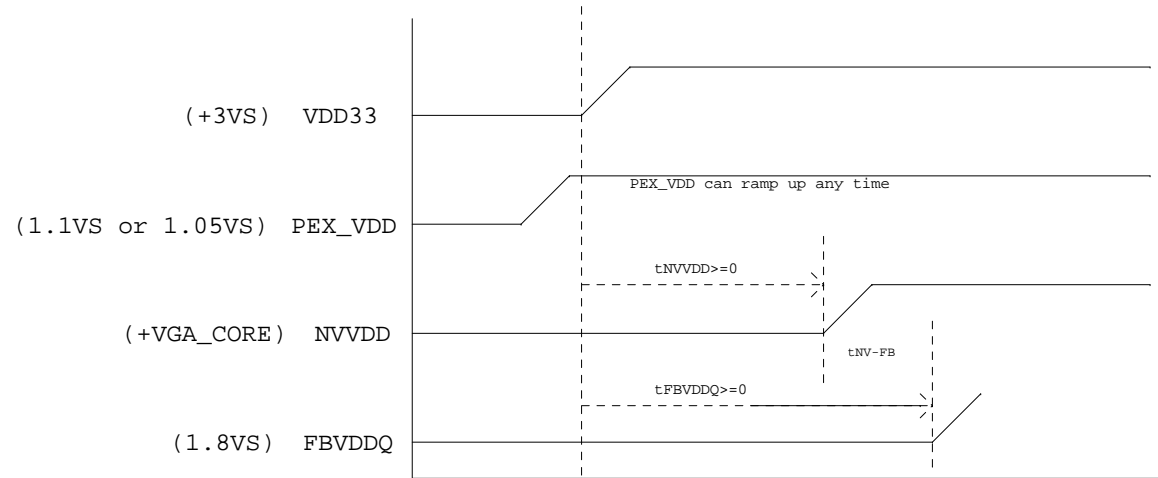 (+3VS) VDD33
PEX_VDD can ramp up any time
(1.1VS or 1.05VS) PEX_VDD
tNVVDD>=0
(+VGA_CORE) NVVDD
tNV-FB
tFBVDDQ>=0
(1.8VS) FBVDDQ